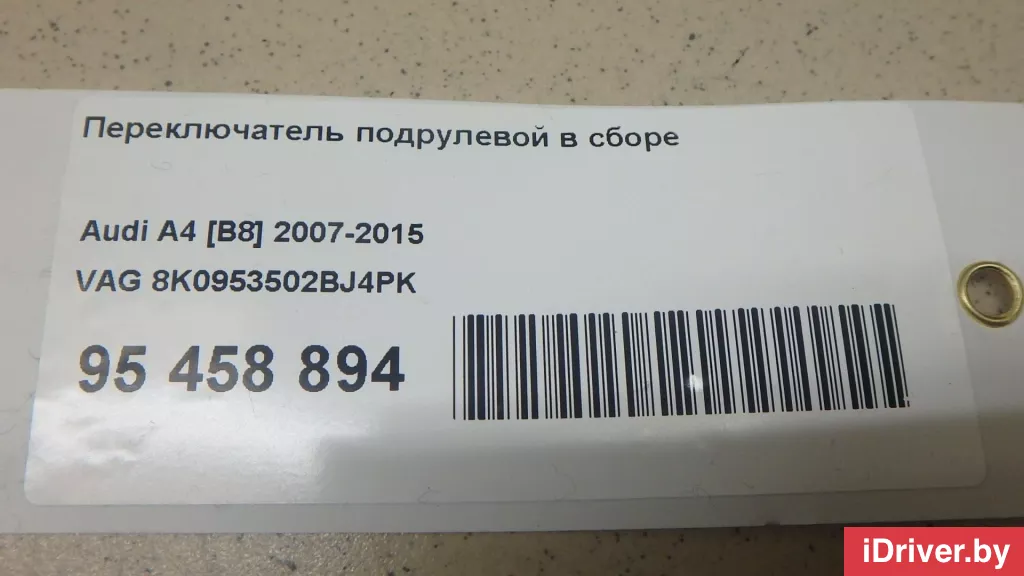 Переключатель подрулевой в сборе
Audi A4 [B8] 2007-2015
VAG 8K0953502BJ4PK
95 458 894
iDriver.by